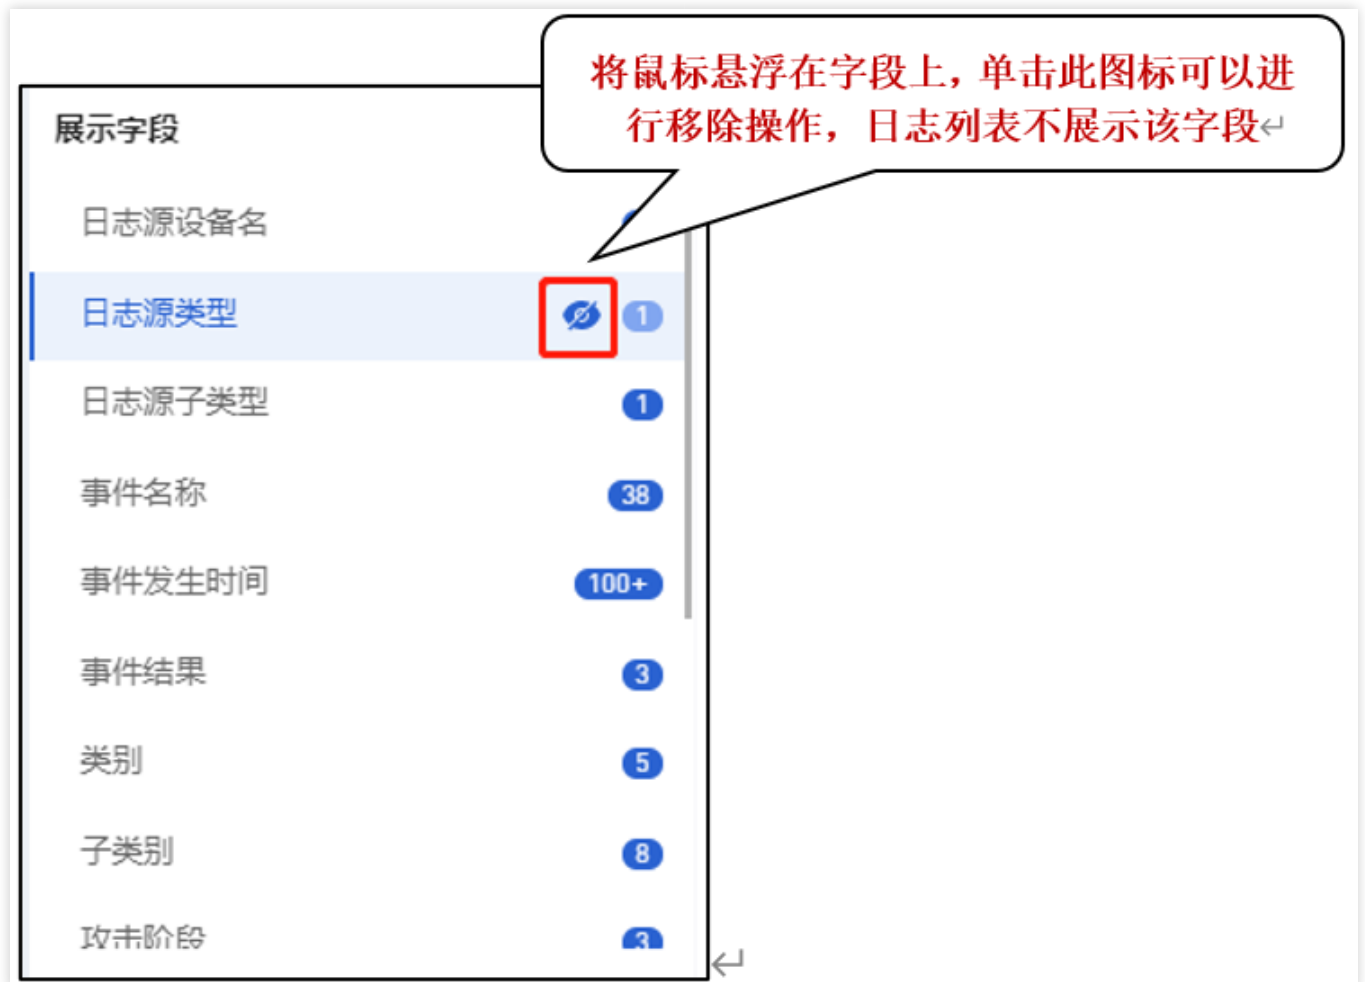 将鼠标悬浮在字段上，单击此图标可以进
行移除操作，日志列表不展示该字段
展示字段
日志源设备名
日志源类型 1
日志源子类型 1
事件名称 38
事件发生时间 100+
事件结果 3
类别 5
子类别 8
攻击阶段 3